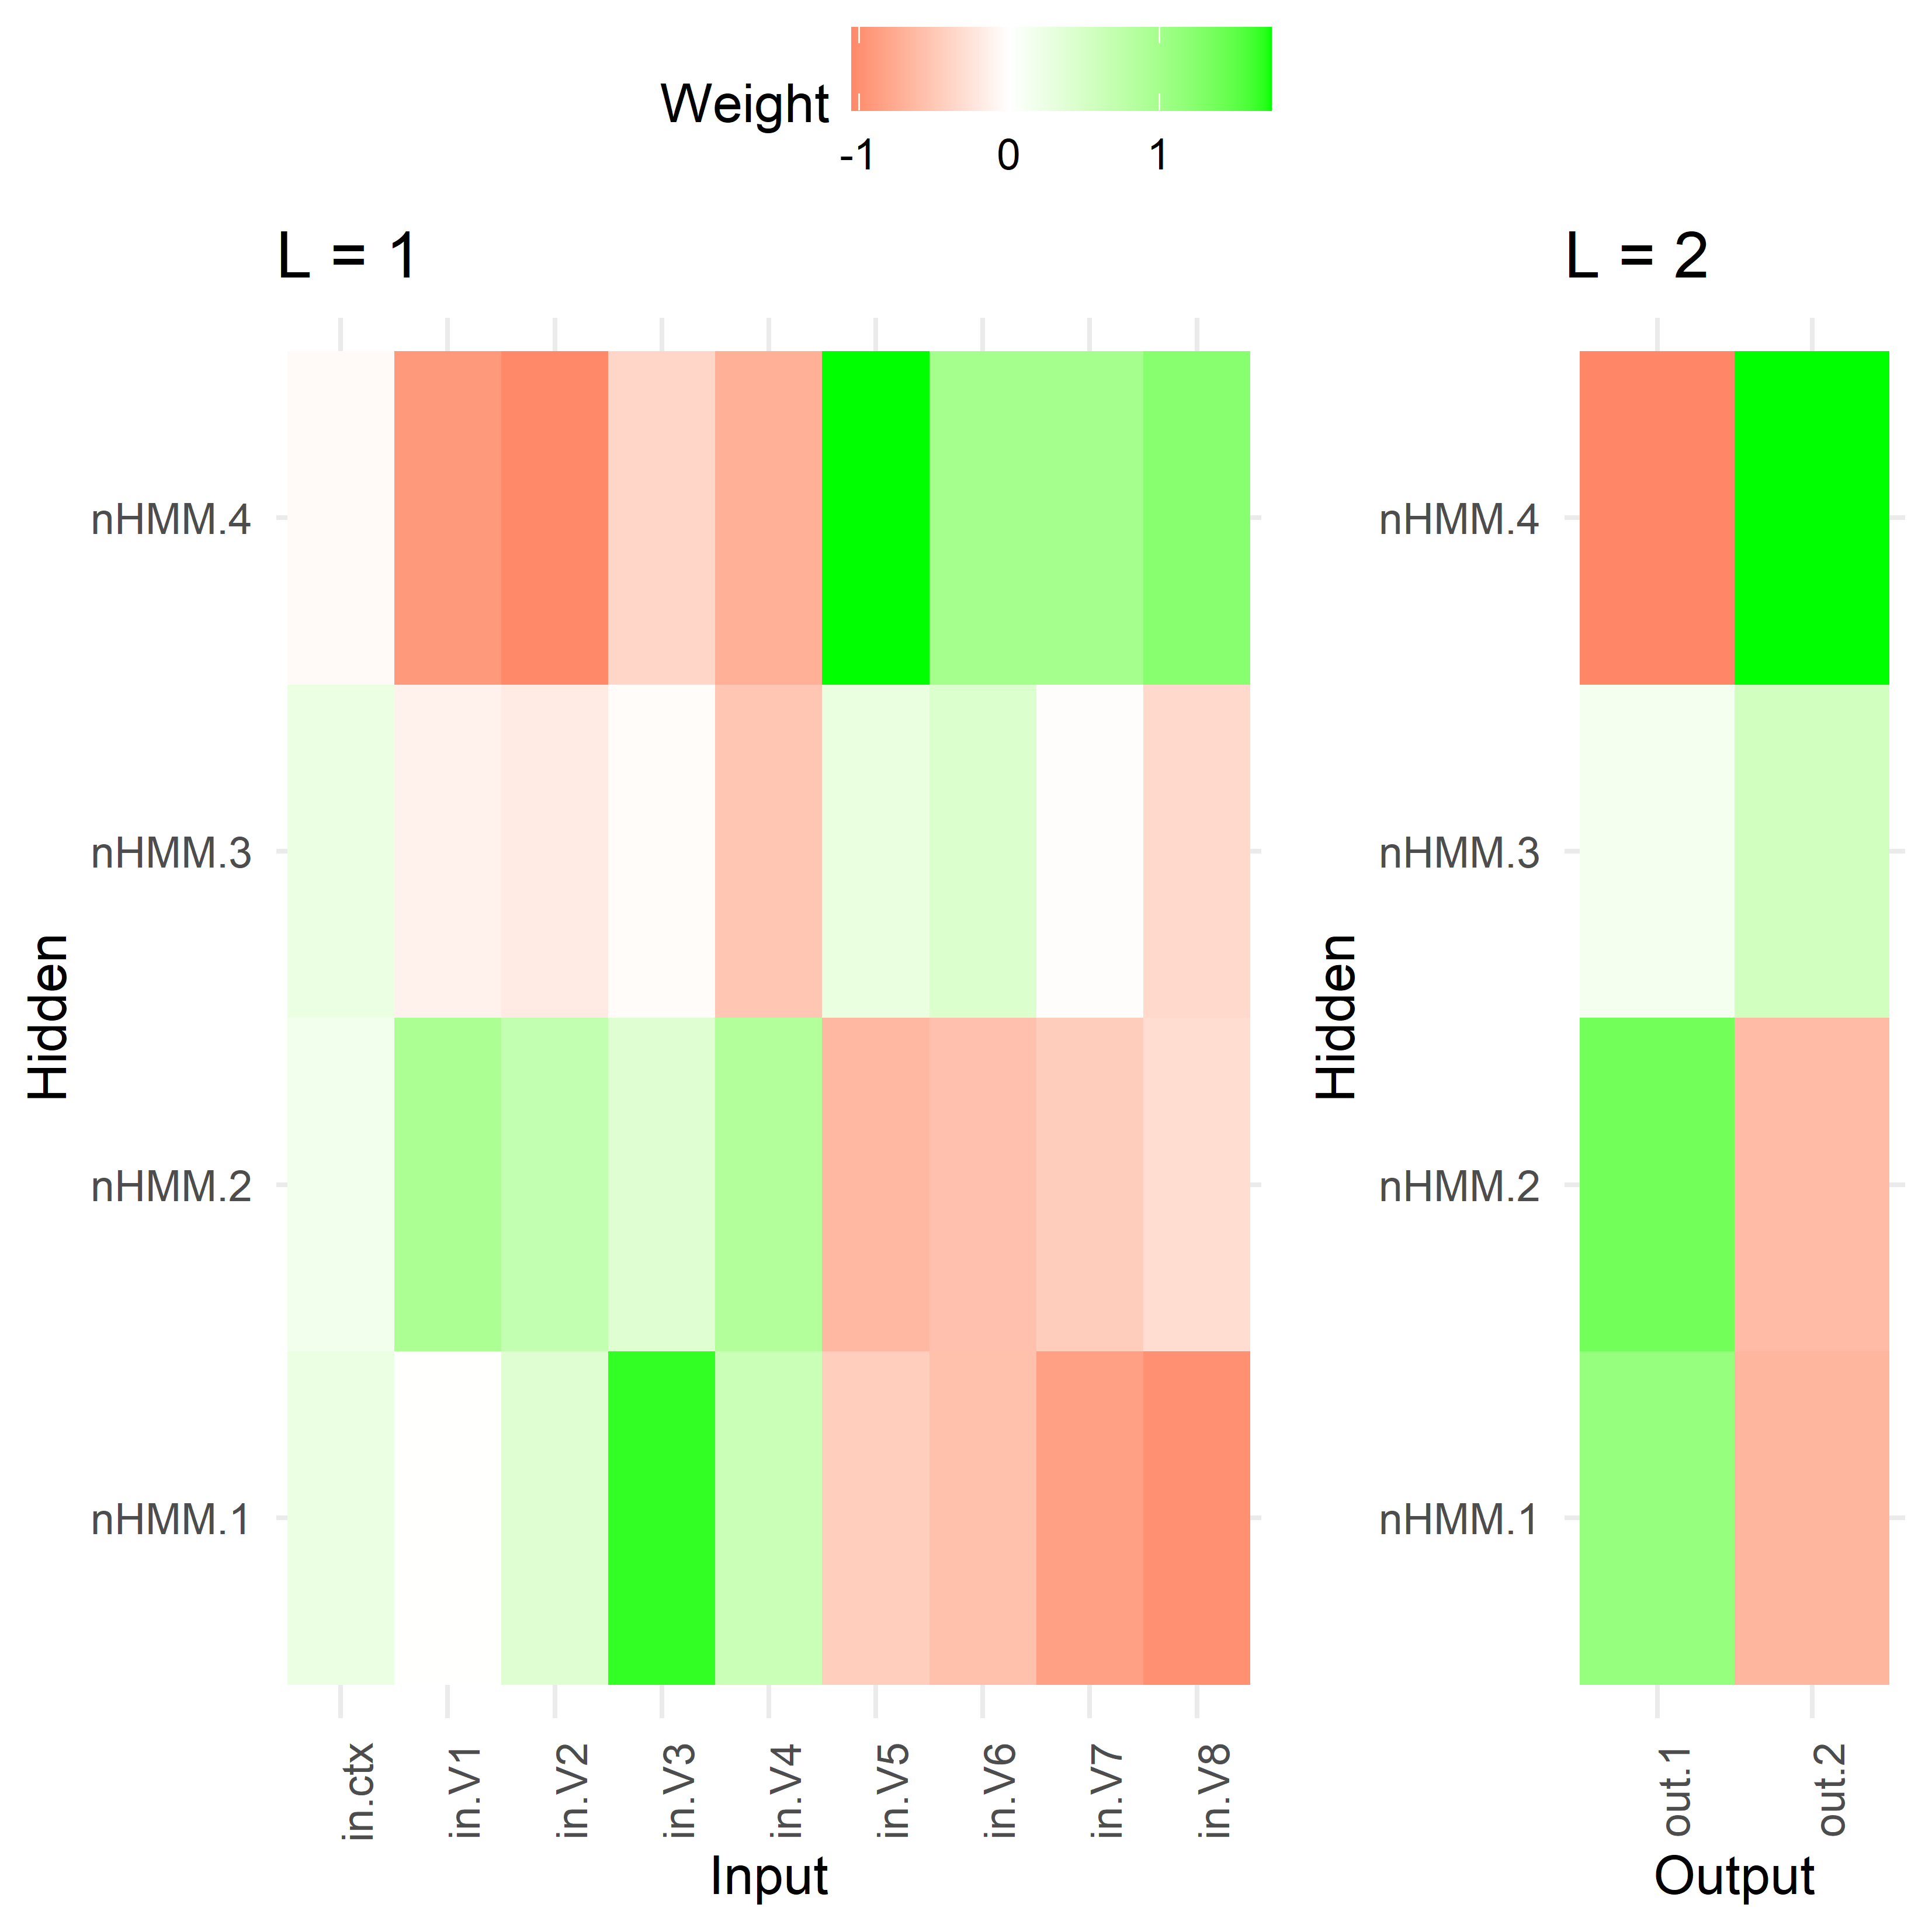 Weight
-1 0 1
L = 1
L = 2
nHMM.4
nHMM.3
nHMM.2
nHMM.1
Hidden
in.ctx
in.V1
in.V2
in.V3
in.V4
in.V5
in.V6
in.V7
in.V8
Input
nHMM.4
nHMM.3
nHMM.2
nHMM.1
Hidden
out.1
out.2
Output